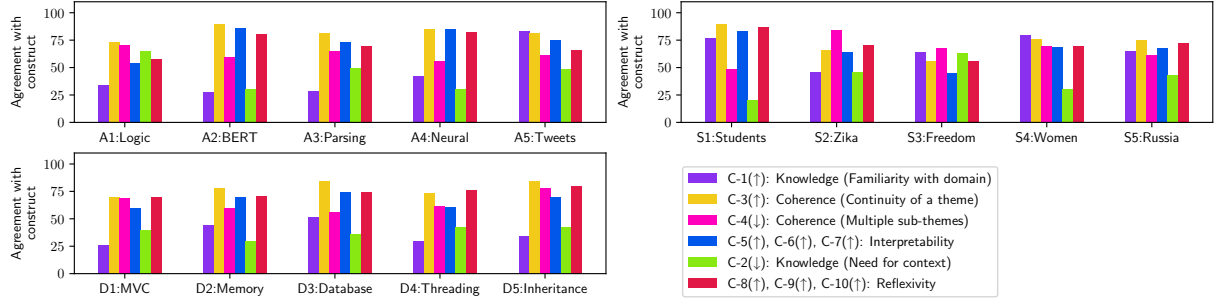 Agreement with
construct
100
75
50
25
0
A1:Logic
A2:BERT
A3:Parsing
A4:Neural
A5:Tweets
Agreement with
construct
100
75
50
25
0
S1:Students
S2:Zika
S3:Freedom
S4:Women
S5:Russia
Agreement with
construct
100
75
50
25
0
D1:MVC
D2:Memory
D3:Database
D4:Threading
D5:Inheritance
C-1(↑): Knowledge (Familiarity with domain)
C-3(↑): Coherence (Continuity of a theme)
C-4(↓): Coherence (Multiple sub-themes)
C-5(↑), C-6(↑), C-7(↑): Interpretability
C-2(↓): Knowledge (Need for context)
C-8(↑), C-9(↑), C-10(↑): Reflexivity